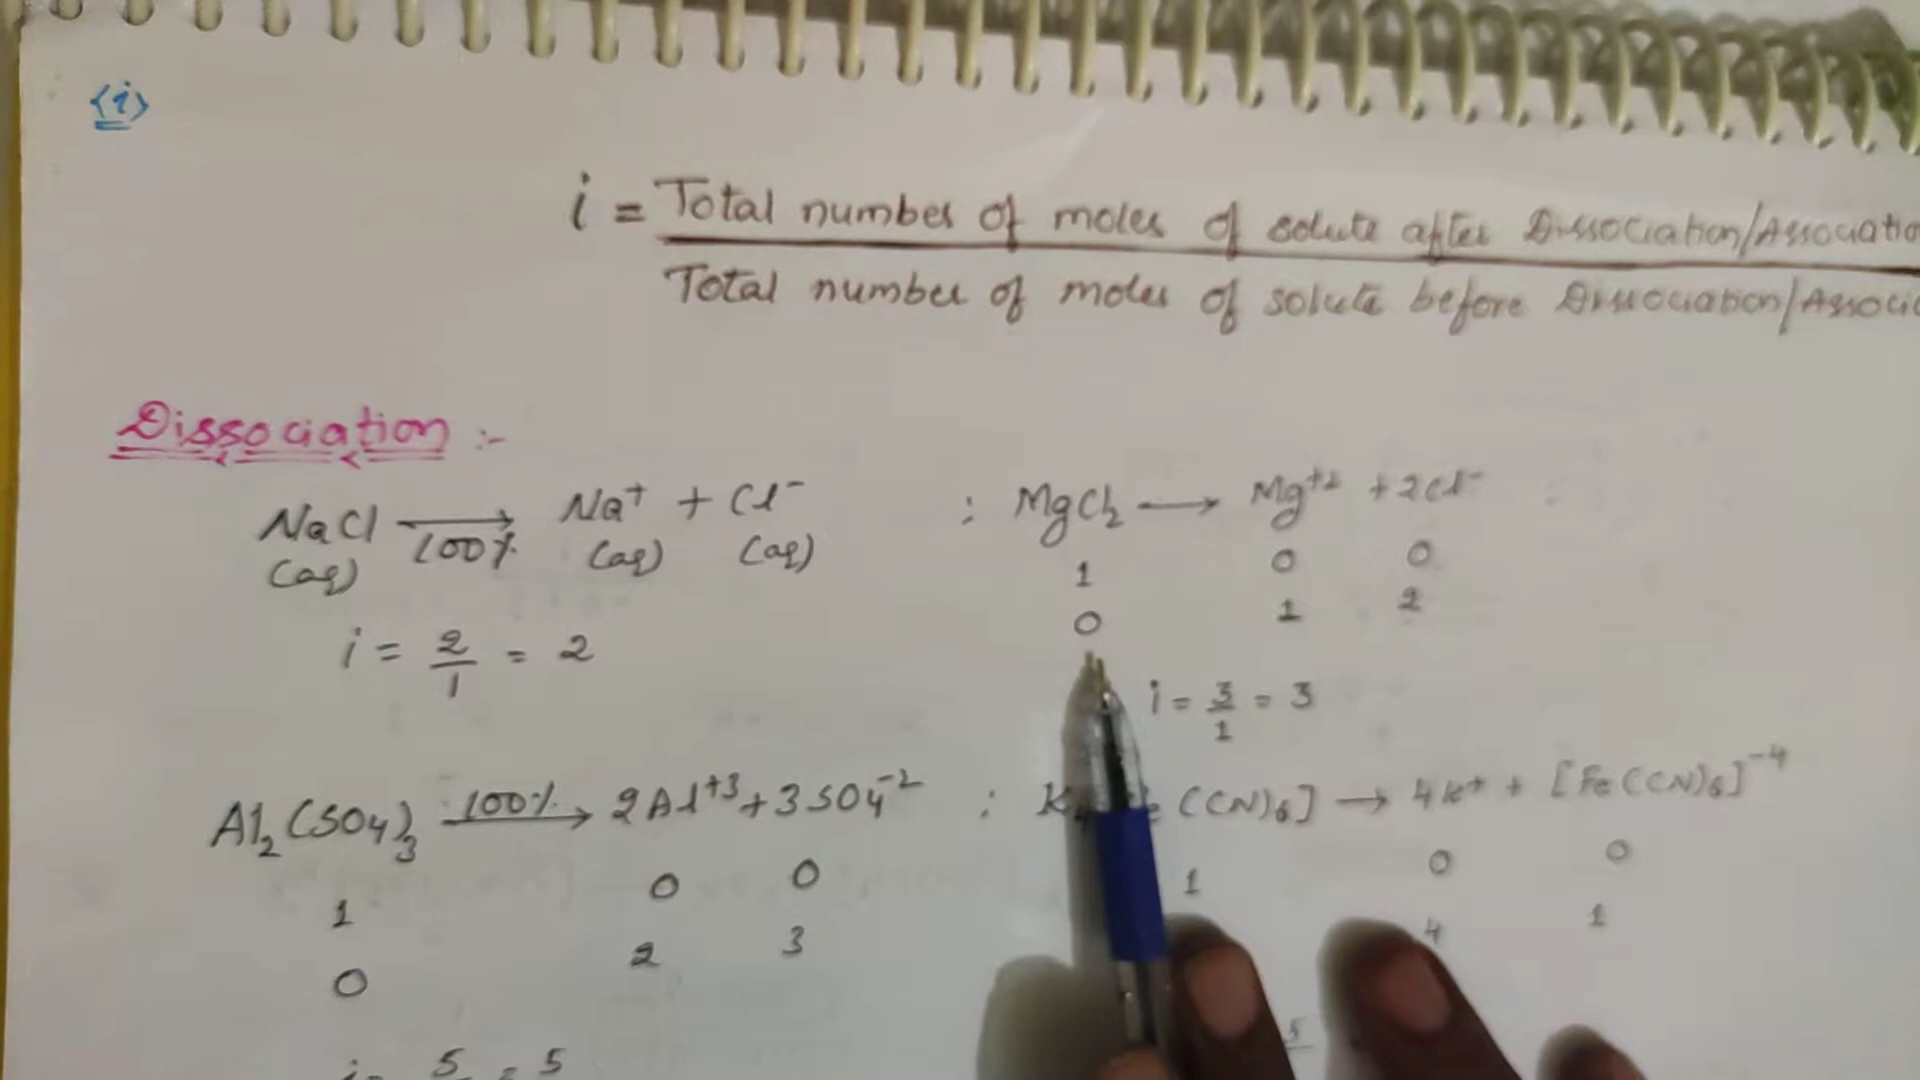 (i)
i = Total number of moles of solute after Dissociation/Associatio
Total number of moles of solute before Dissociation/Associa
Dissociation :-
NaCl (aq) →100% Na⁺ (aq) + Cl⁻ (aq)
i = 2/1 = 2
: MgCl₂ → Mg⁺² + 2Cl⁻
1 0 0
0 1 2
i = 3/1 = 3
Al₂(SO₄)₃ →100% 2Al⁺³ + 3SO₄⁻²
1 0 0
0 2 3
i = 5 = 5
: K₄ (CN)₆] → 4K⁺ + [Fe(CN)₆]⁻⁴
1 0 0
4 1
5